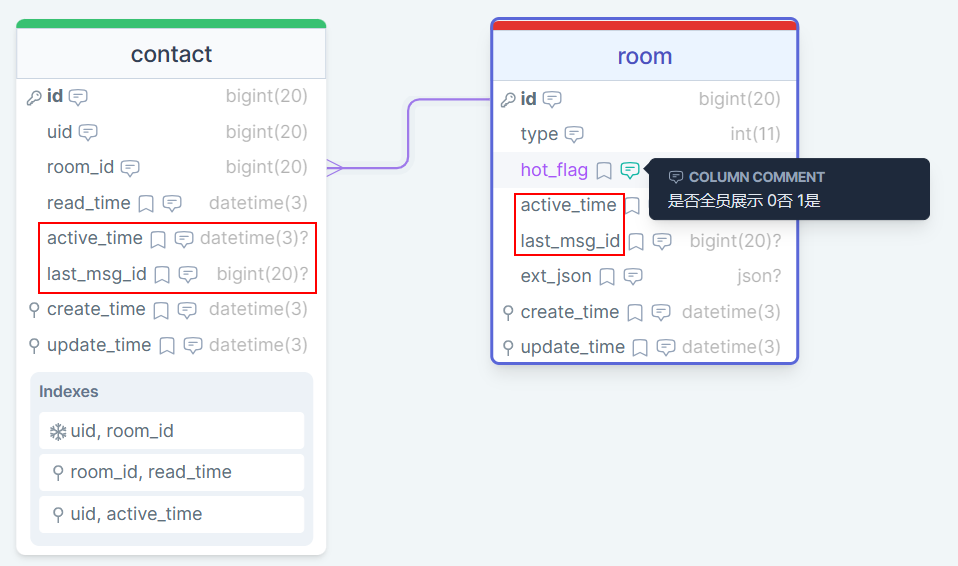 contact
id bigint(20)
uid bigint(20)
room_id bigint(20)
read_time datetime(3)
active_time datetime(3)?
last_msg_id bigint(20)?
create_time datetime(3)
update_time datetime(3)
Indexes
uid, room_id
room_id, read_time
uid, active_time
room
id bigint(20)
type int(11)
hot_flag
COLUMN COMMENT
是否全员展示 0否 1是
active_time
last_msg_id bigint(20)?
ext_json json?
create_time datetime(3)
update_time datetime(3)